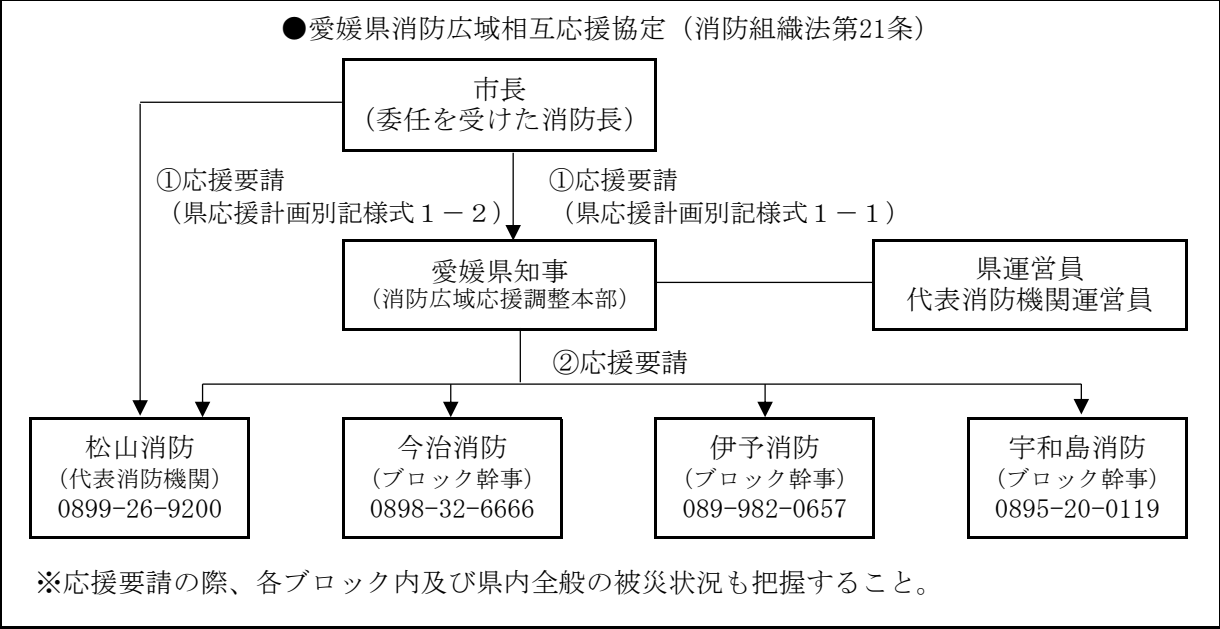 ●愛媛県消防広域相互応援協定（消防組織法第21条）
市長
（委任を受けた消防長）
①応援要請
（県応援計画別記様式１－２）
①応援要請
（県応援計画別記様式１－１）
愛媛県知事
（消防広域応援調整本部）
県運営員
代表消防機関運営員
②応援要請
松山消防
（代表消防機関）
0899-26-9200
今治消防
（ブロック幹事）
0898-32-6666
伊予消防
（ブロック幹事）
089-982-0657
宇和島消防
（ブロック幹事）
0895-20-0119
※応援要請の際、各ブロック内及び県内全般の被災状況も把握すること。